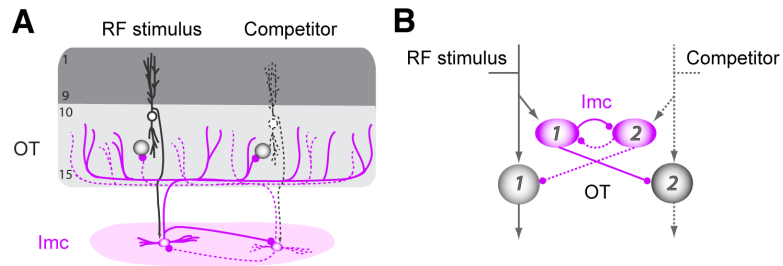 A
RF stimulus Competitor
1
9
10
OT
15
Imc
B
RF stimulus Competitor
Imc
1 2
1 OT 2